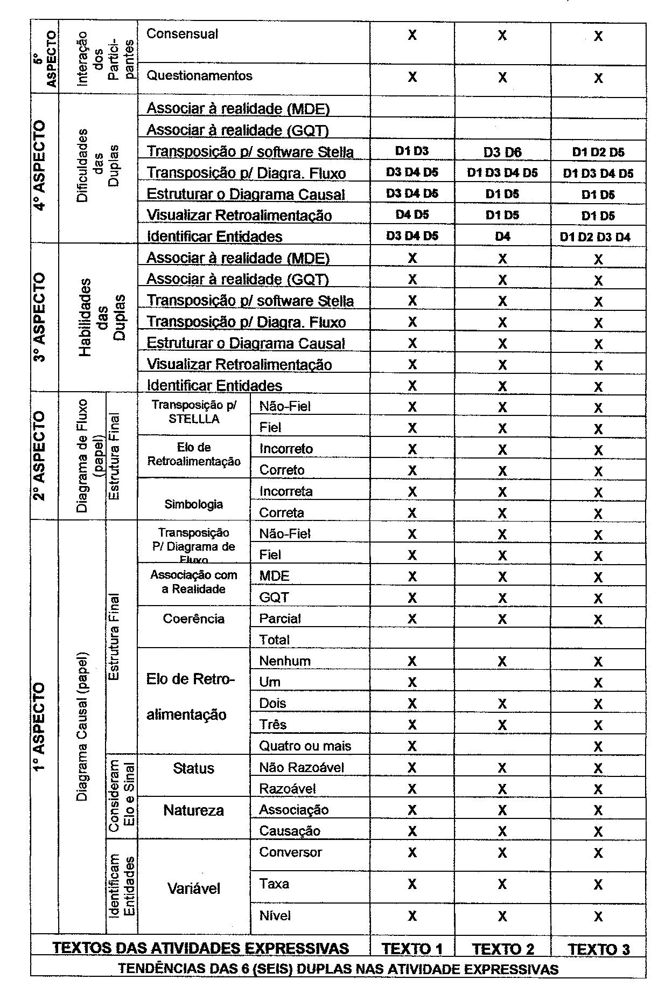 5º ASPECTO Interação dos Partici-pantes Consensual X X X
Questionamentos X X X
4º ASPECTO Dificuldades das Duplas Associar à realidade (MDE)
Associar à realidade (GQT)
Transposição p/ software Stella D1 D3 D3 D6 D1 D2 D5
Transposição p/ Diagra. Fluxo D3 D4 D5 D1 D3 D4 D5 D1 D3 D4 D5
Estruturar o Diagrama Causal D3 D4 D5 D1 D5 D1 D5
Visualizar Retroalimentação D4 D5 D1 D5 D1 D5
Identificar Entidades D3 D4 D5 D4 D1 D2 D3 D4
3º ASPECTO Habilidades das Duplas Associar à realidade (MDE) X X X
Associar à realidade (GQT) X X X
Transposição p/ software Stella X X X
Transposição p/ Diagra. Fluxo X X X
Estruturar o Diagrama Causal X X X
Visualizar Retroalimentação X X X
Identificar Entidades X X X
2º ASPECTO Diagrama de Fluxo (papel) Estrutura Final Transposição p/ STELLLA Não-Fiel X X X
Fiel X X X
Elo de Retroalimentação Incorreto X X X
Correto X X X
Simbologia Incorreta X X X
Correta X X X
1º ASPECTO Diagrama Causal (papel) Estrutura Final Transposição P/ Diagrama de Fluxo Não-Fiel X X X
Fiel X X X
Associação com a Realidade MDE X X X
GQT X X X
Coerência Parcial X X X
Total
Elo de Retro-alimentação Nenhum X X X
Um X X
Dois X X X
Três X X X
Quatro ou mais X X
Consideram Elo e Sinal Status Não Razoável X X X
Razoável X X X
Natureza Associação X X X
Causação X X X
Identificam Entidades Variável Conversor X X X
Taxa X X X
Nível X X X
TEXTOS DAS ATIVIDADES EXPRESSIVAS TEXTO 1 TEXTO 2 TEXTO 3
TENDÊNCIAS DAS 6 (SEIS) DUPLAS NAS ATIVIDADE EXPRESSIVAS